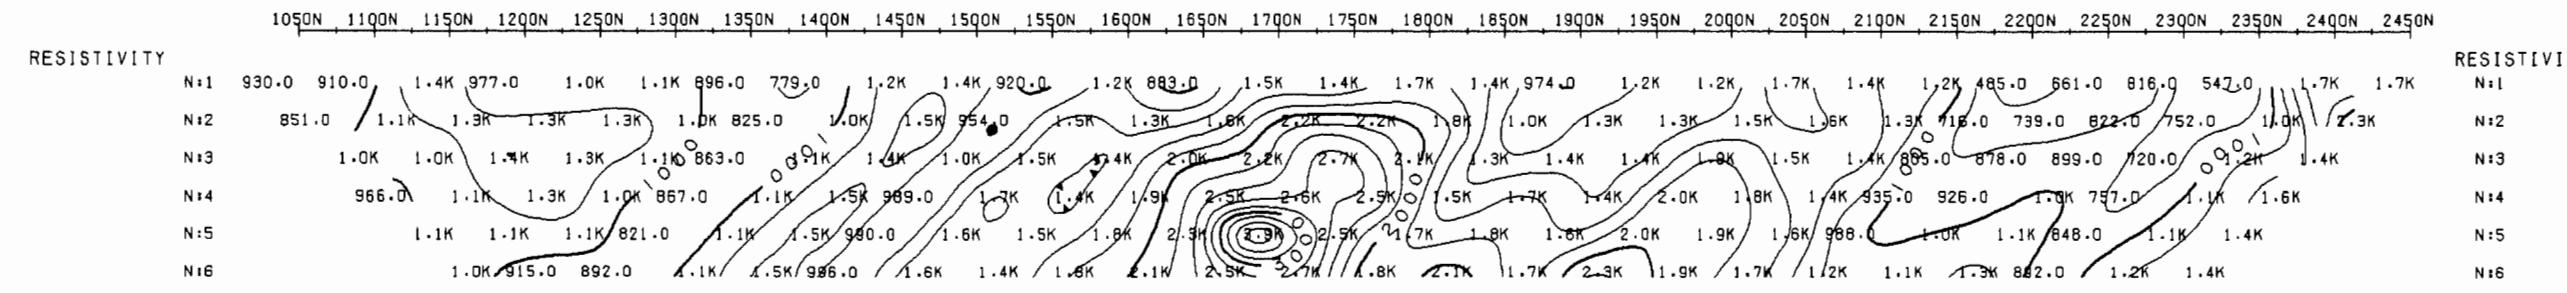 1050N 1100N 1150N 1200N 1250N 1300N 1350N 1400N 1450N 1500N 1550N 1600N 1650N 1700N 1750N 1800N 1850N 1900N 1950N 2000N 2050N 2100N 2150N 2200N 2250N 2300N 2350N 2400N 2450N
RESISTIVITY RESISTIVI
N:1 930.0 910.0 1.4K 977.0 1.0K 1.1K 896.0 779.0 1.2K 1.4K 920.0 1.2K 883.0 1.5K 1.4K 1.7K 1.4K 974.0 1.2K 1.2K 1.7K 1.4K 1.2K 485.0 661.0 816.0 547.0 1.7K 1.7K N:1
N:2 851.0 1.1K 1.3K 1.3K 1.3K 1.0K 825.0 1.0K 1.5K 954.0 1.5K 1.3K 1.6K 2.2K 2.2K 1.8K 1.0K 1.3K 1.3K 1.5K 1.6K 1.3K 716.0 739.0 822.0 752.0 1.0K 2.3K N:2
N:3 1.0K 1.0K 1.4K 1.3K 1.1K 863.0 1.1K 1.4K 1.0K 1.5K 1.4K 2.0K 2.2K 2.7K 2.1K 1.3K 1.4K 1.4K 1.9K 1.5K 1.4K 805.0 878.0 899.0 720.0 1.2K 1.4K N:3
N:4 966.0 1.1K 1.3K 1.0K 867.0 1.1K 1.5K 989.0 1.7K 1.4K 1.9K 2.5K 2.6K 2.5K 1.5K 1.7K 1.4K 2.0K 1.8K 1.4K 935.0 926.0 1.0K 757.0 1.1K 1.6K N:4
N:5 1.1K 1.1K 1.1K 821.0 1.1K 1.5K 990.0 1.6K 1.5K 1.8K 2.3K 3.9K 2.5K 1.7K 1.8K 1.6K 2.0K 1.9K 1.6K 988.0 1.0K 1.1K 848.0 1.1K 1.4K N:5
N:6 1.0K 915.0 892.0 1.1K 1.5K 996.0 1.6K 1.4K 1.8K 2.1K 2.5K 2.7K 1.8K 2.1K 1.7K 2.3K 1.9K 1.7K 1.2K 1.1K 1.3K 892.0 1.2K 1.4K N:6